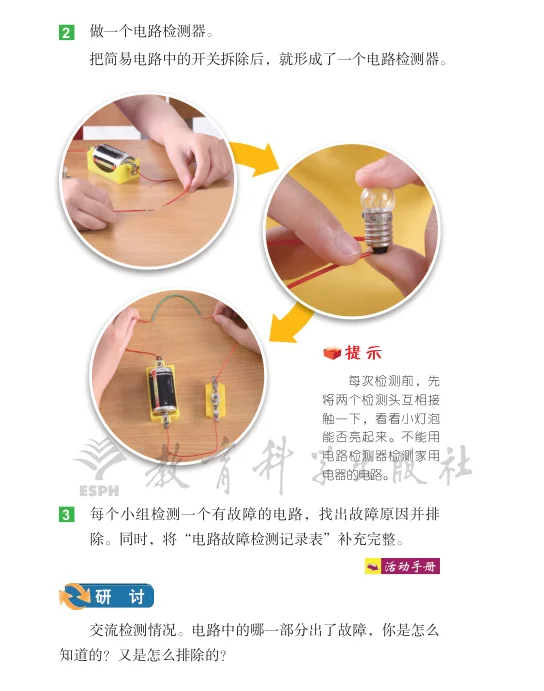 2 做一个电路检测器。
把简易电路中的开关拆除后，就形成了一个电路检测器。
提示
每次检测前，先
将两个检测头互相接
触一下，看看小灯泡
能否亮起来。不能用
电路检测器检测家用
电器的电路。
ESPH 教育科学出版社
3 每个小组检测一个有故障的电路，找出故障原因并排
除。同时，将“电路故障检测记录表”补充完整。
活动手册
研讨
交流检测情况。电路中的哪一部分出了故障，你是怎么
知道的？又是怎么排除的？